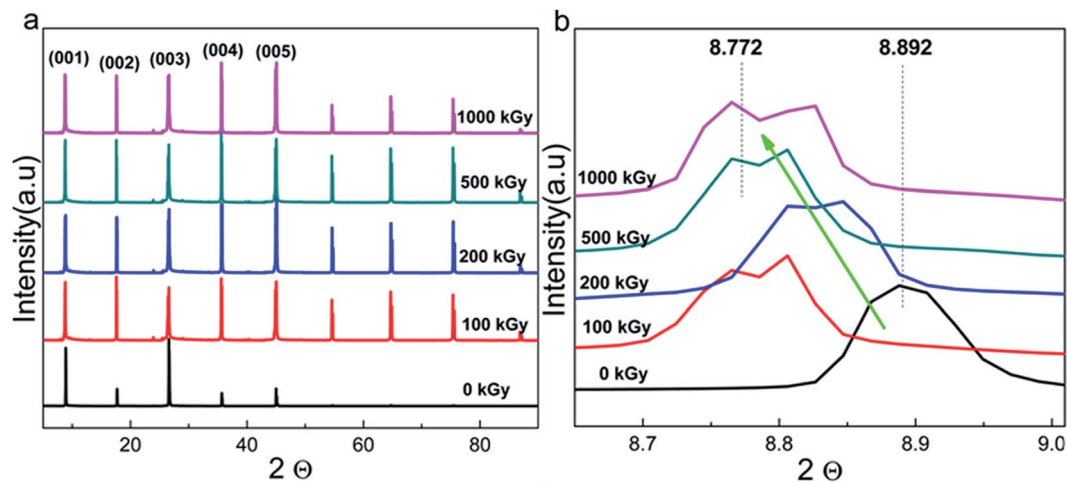 a
(001) (002) (003) (004) (005)
1000 kGy
500 kGy
200 kGy
100 kGy
0 kGy
Intensity(a.u)
20 40 60 80
2 Θ
b
8.772 8.892
1000 kGy
500 kGy
200 kGy
100 kGy
0 kGy
Intensity(a.u)
8.7 8.8 8.9 9.0
2 Θ